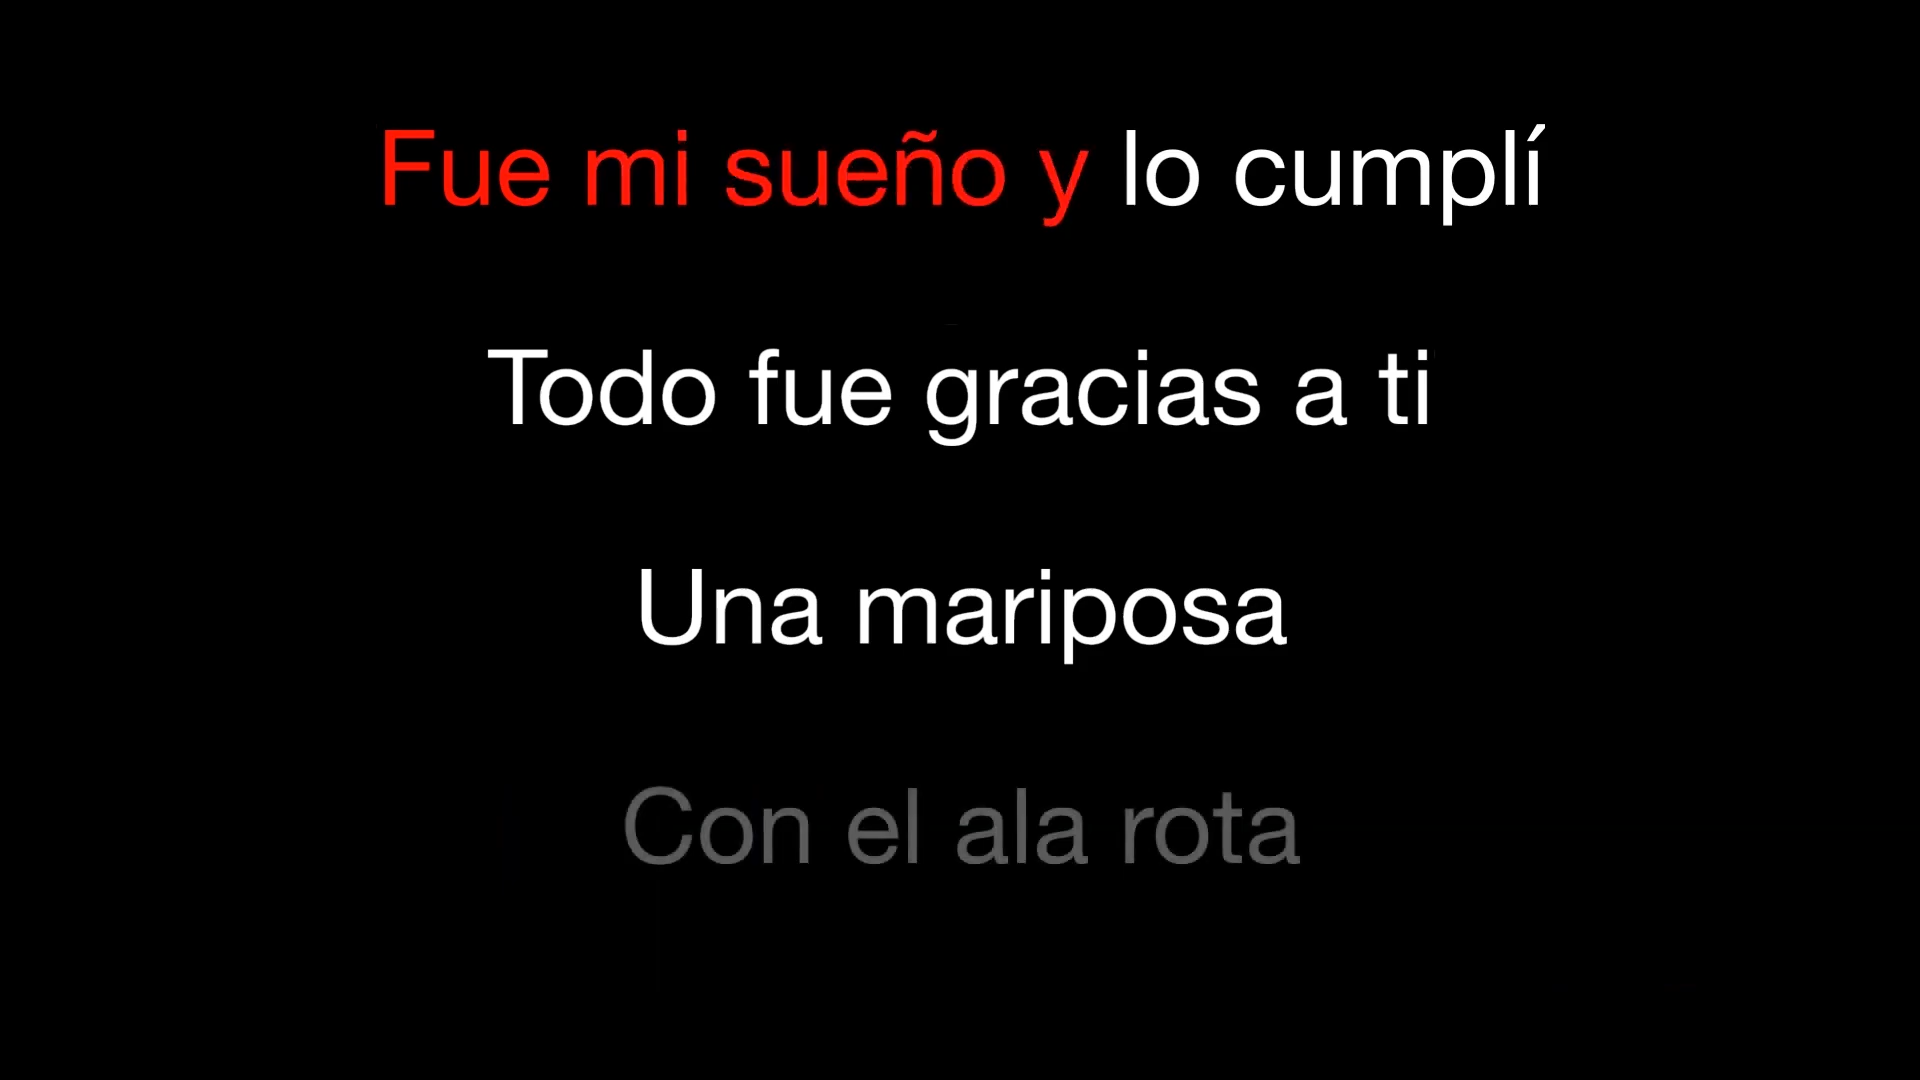 Fue mi sueño y lo cumplí
Todo fue gracias a ti
Una mariposa
Con el ala rota